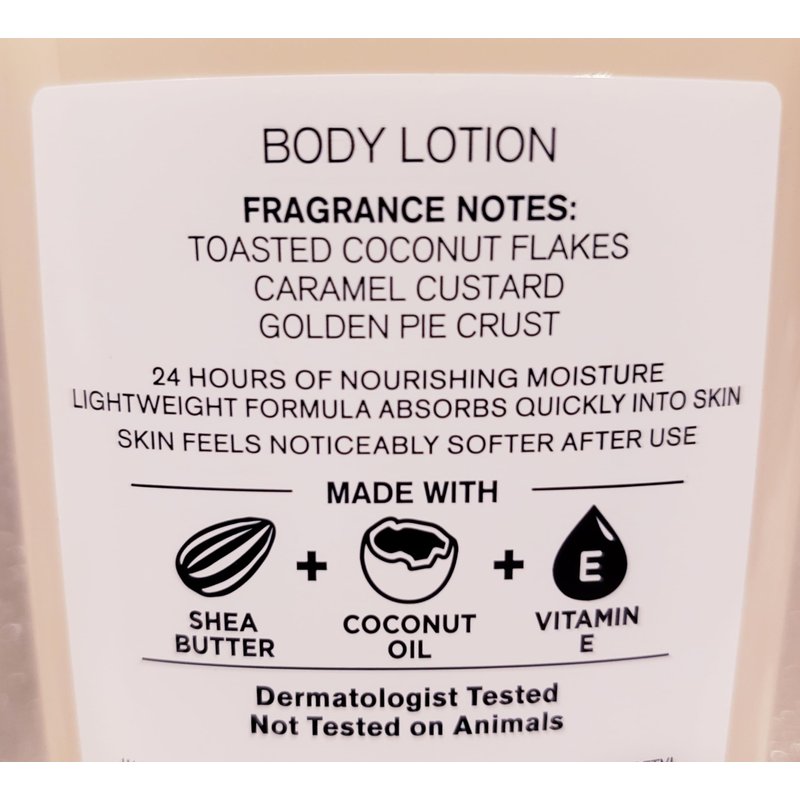 BODY LOTION
FRAGRANCE NOTES:
TOASTED COCONUT FLAKES
CARAMEL CUSTARD
GOLDEN PIE CRUST
24 HOURS OF NOURISHING MOISTURE
LIGHTWEIGHT FORMULA ABSORBS QUICKLY INTO SKIN
SKIN FEELS NOTICEABLY SOFTER AFTER USE
MADE WITH
SHEA BUTTER
+
COCONUT OIL
+
E
VITAMIN E
Dermatologist Tested
Not Tested on Animals